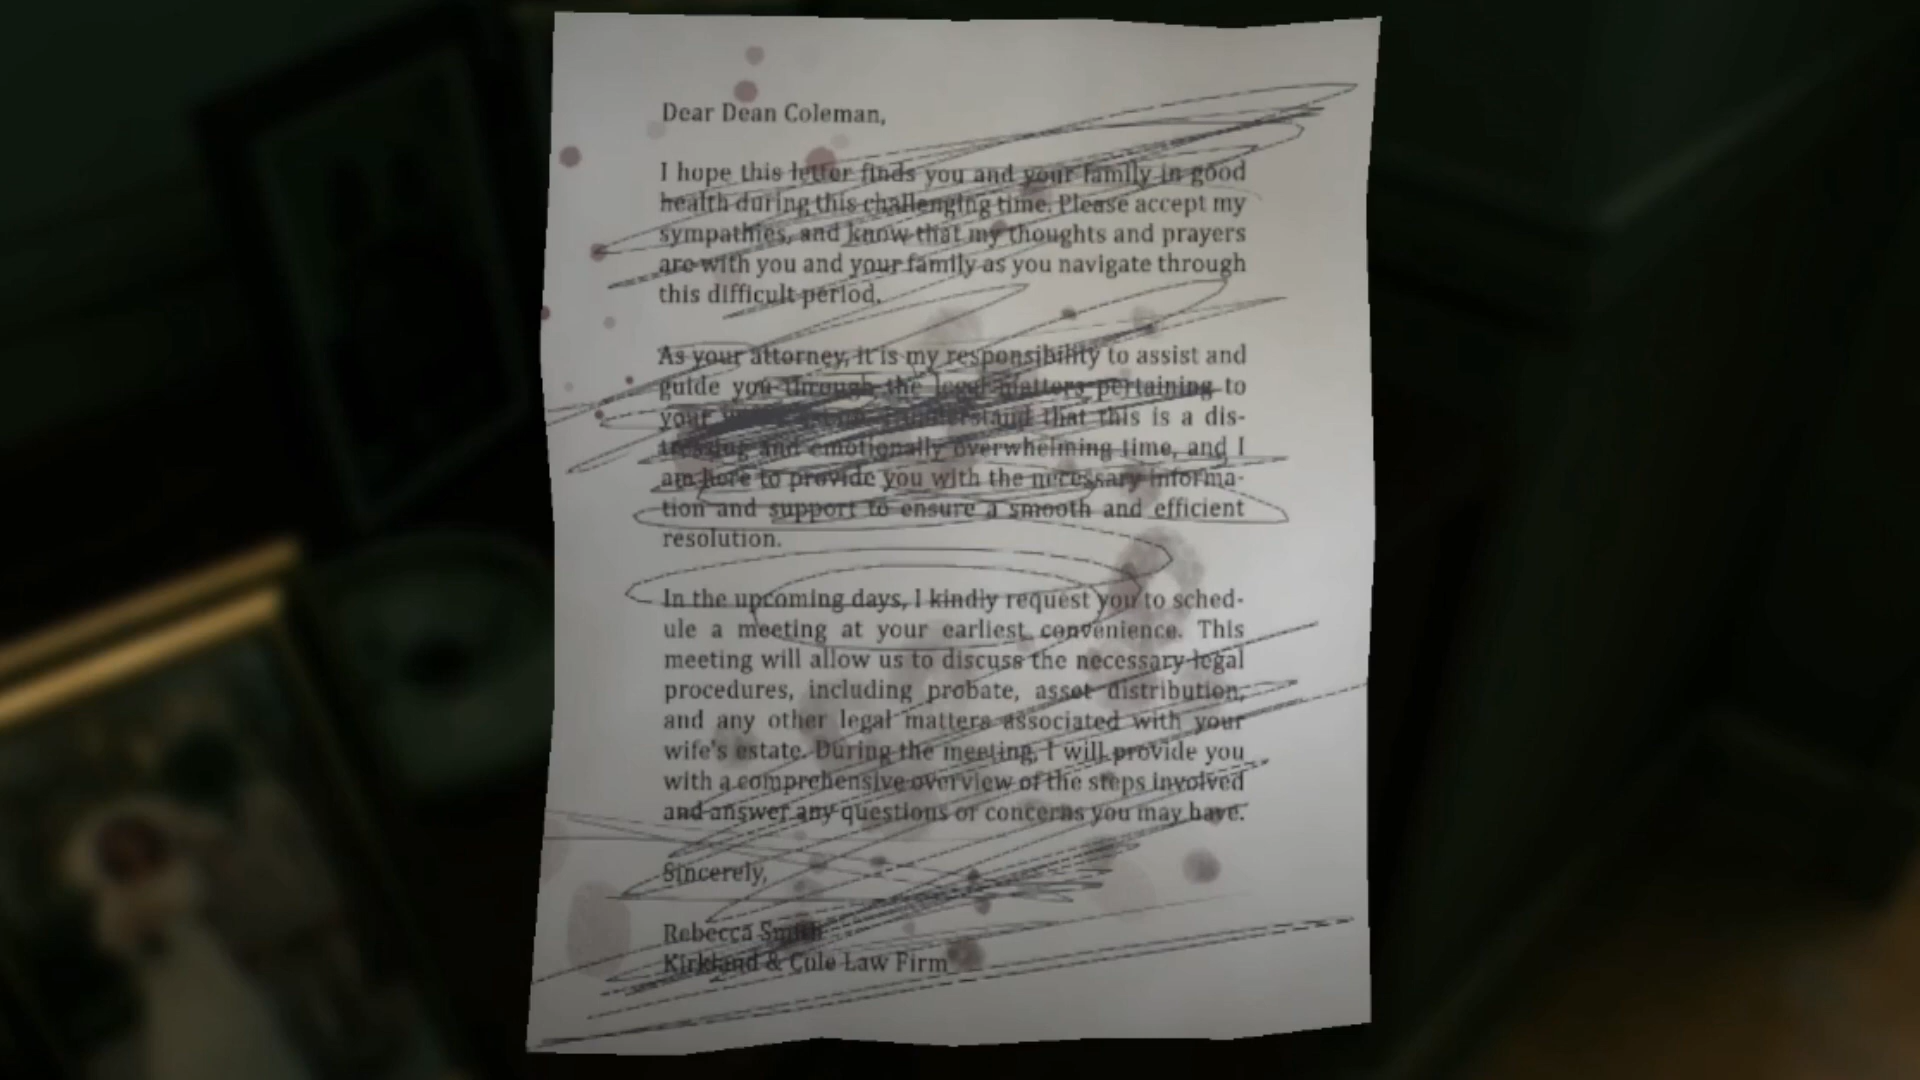 Dear Dean Coleman,
I hope this letter finds you and your family in good
health during this challenging time. Please accept my
sympathies, and know that my thoughts and prayers
are with you and your family as you navigate through
this difficult period.
As your attorney, it is my responsibility to assist and
guide you through the legal matters pertaining to
your that this is a dis-
tressing and emotionally overwhelming time, and I
am here to provide you with the necessary informa-
tion and support to ensure a smooth and efficient
resolution.
In the upcoming days, I kindly request you to sched-
ule a meeting at your earliest convenience. This
meeting will allow us to discuss the necessary legal
procedures, including probate, asset distribution,
and any other legal matters associated with your
wife's estate. During the meeting, I will provide you
with a comprehensive overview of the steps involved
and answer any questions or concerns you may have.
Sincerely,
Rebecca Smith
Kirkland & Cole Law Firm